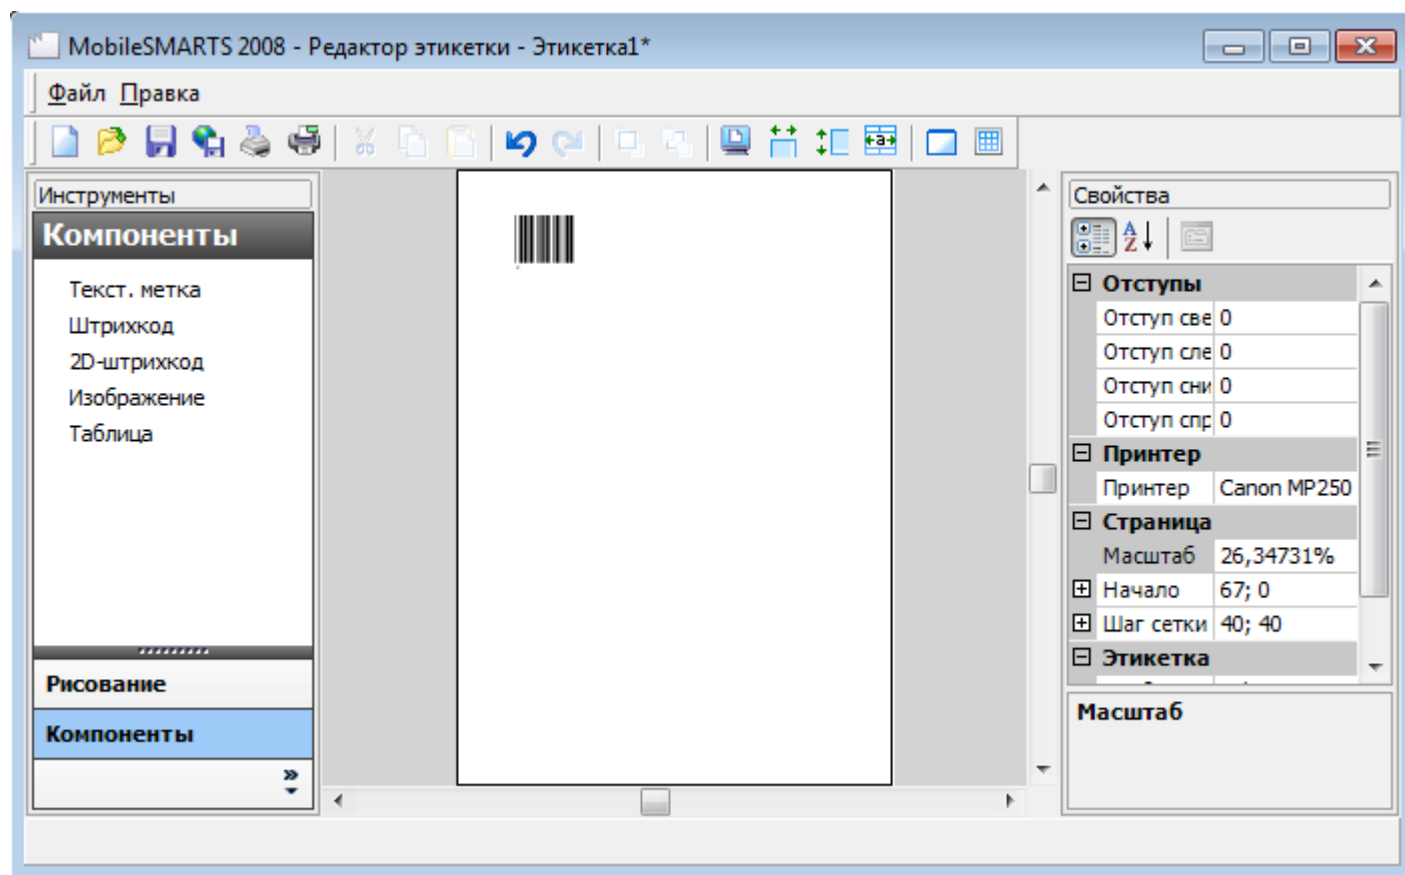 MobileSMARTS 2008 - Редактор этикетки - Этикетка1*
Файл Правка
Инструменты
Компоненты
Текст. метка
Штрихкод
2D-штрихкод
Изображение
Таблица
Рисование
Компоненты
Свойства
Отступы
Отступ све 0
Отступ сле 0
Отступ сни 0
Отступ спр 0
Принтер
Принтер Canon MP250
Страница
Масштаб 26,34731%
Начало 67; 0
Шаг сетки 40; 40
Этикетка
Масштаб